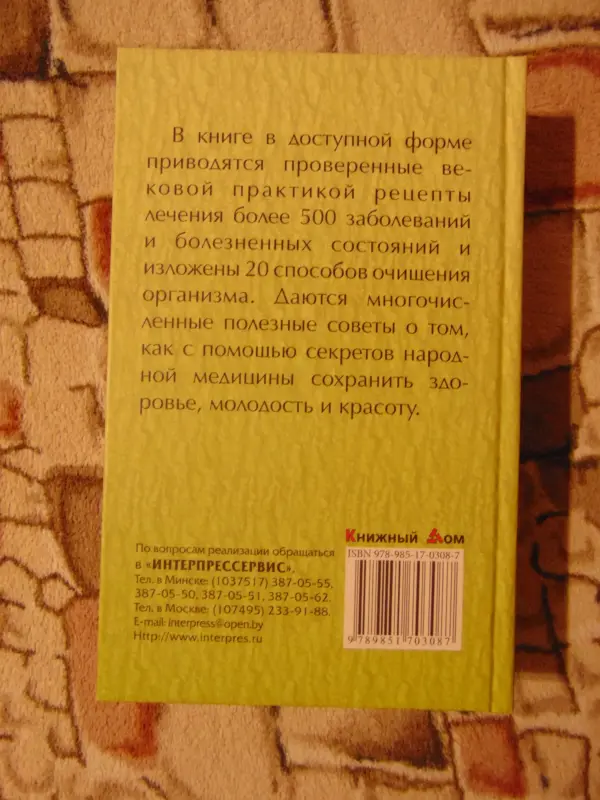 В книге в доступной форме
приводятся проверенные ве-
ковой практикой рецепты
лечения более 500 заболеваний
и болезненных состояний и
изложены 20 способов очищения
организма. Даются многочис-
ленные полезные советы о том,
как с помощью секретов народ-
ной медицины сохранить здо-
ровье, молодость и красоту.
Книжный Дом
ISBN 978-985-17-0308-7
9 789851 703087
По вопросам реализации обращаться
в «ИНТЕРПРЕССЕРВИС».
Тел. в Минске: (1037517) 387-05-55,
387-05-50, 387-05-51, 387-05-62.
Тел. в Москве: (107495) 233-91-88.
E-mail: interpress@open.by
Http://www.interpres.ru